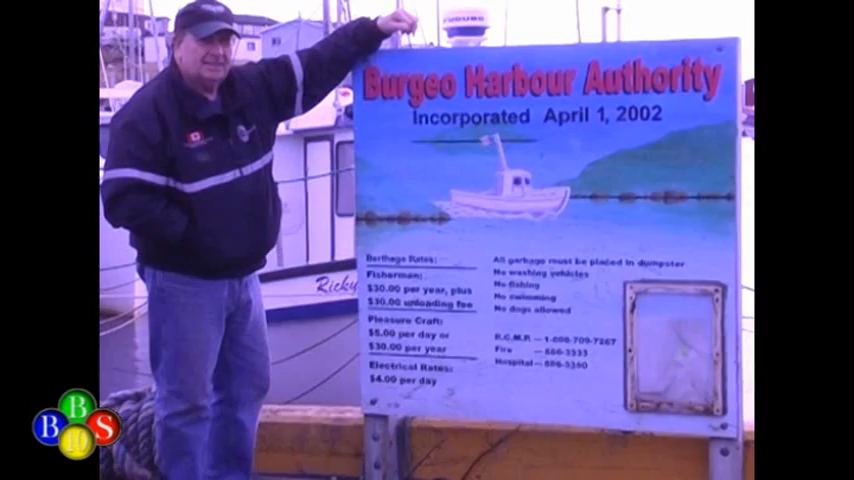 FURUNO
Burgeo Harbour Authority
Incorporated April 1, 2002
Berthage Rates:
Fisherman:
$30.00 per year, plus
$30.00 unloading fee
Pleasure Craft:
$5.00 per day or
$30.00 per year
Electrical Rates:
$4.00 per day
All garbage must be placed in dumpster
No washing vehicles
No fishing
No swimming
No dogs allowed
R.C.M.P. – 1-800-709-7267
Fire – 886-3333
Hospital –
Ricky
B
B S
10